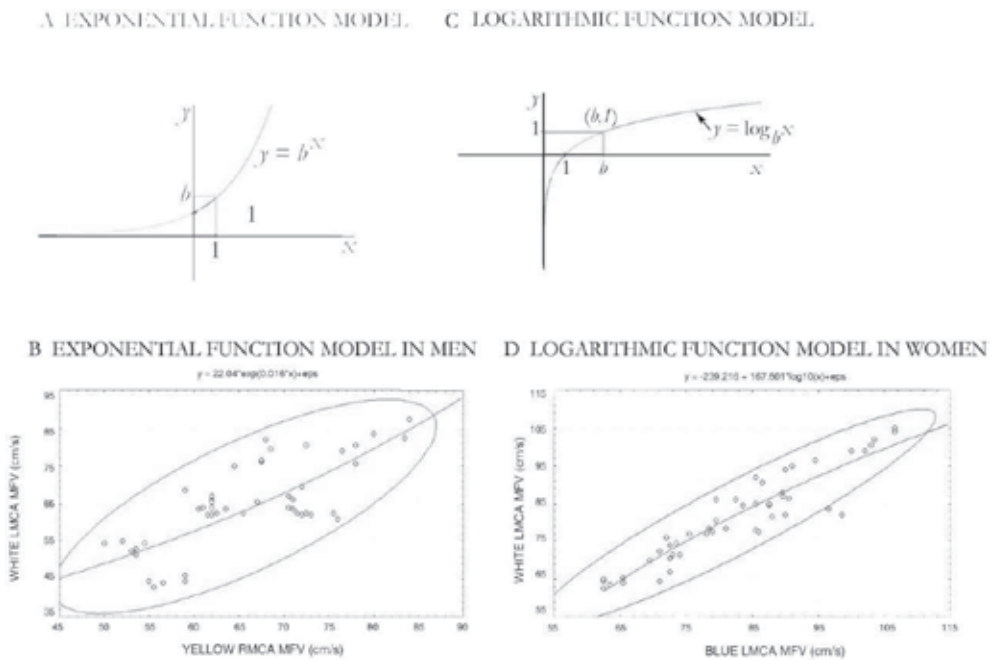 A EXPONENTIAL FUNCTION MODEL
C LOGARITHMIC FUNCTION MODEL
y
y = b^x
b
1
1
x
y
(b,1)
1
y = log_b x
1
b
x
B EXPONENTIAL FUNCTION MODEL IN MEN
y = 22.64*exp(0.016*x)+eps
WHITE LMCA MFV (cm/s)
95
85
75
65
55
45
35
45 50 55 60 65 70 75 80 85 90
YELLOW RMCA MFV (cm/s)
D LOGARITHMIC FUNCTION MODEL IN WOMEN
y = -239.216 + 167.601*log10(x)+eps
WHITE LMCA MFV (cm/s)
115
105
95
85
75
65
55
55 65 75 85 95 105 115
BLUE LMCA MFV (cm/s)